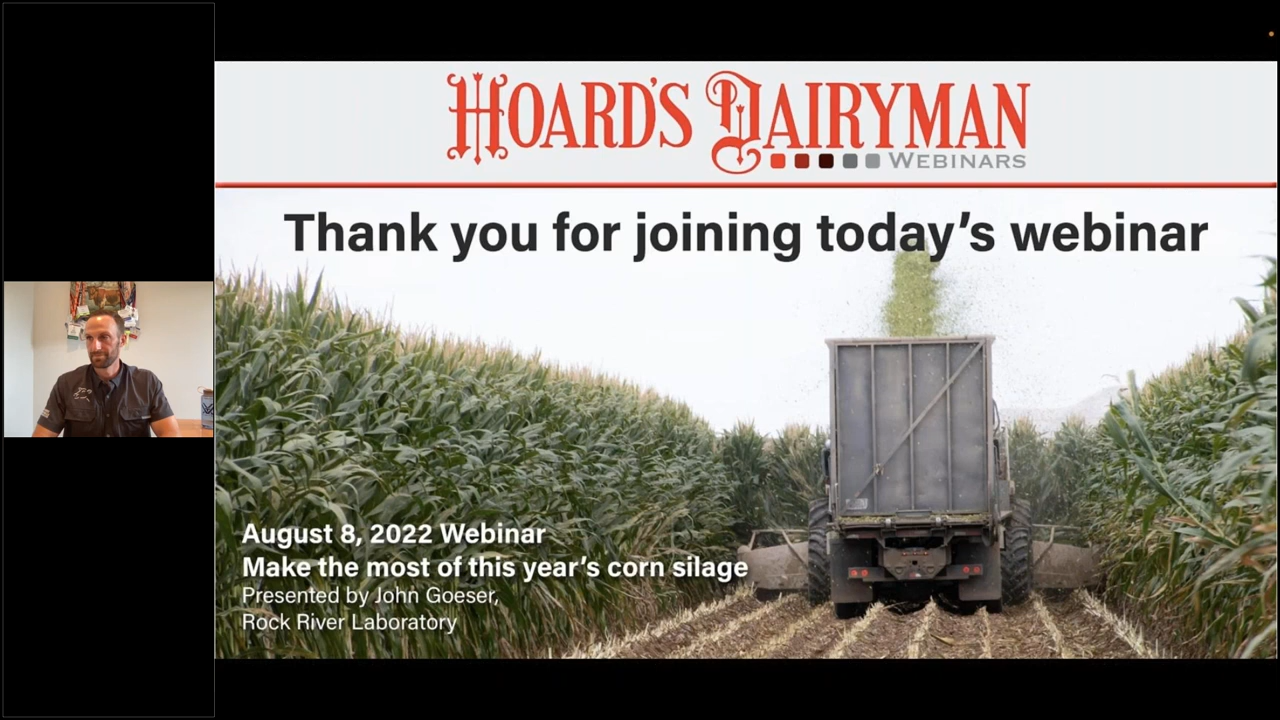 HOARD'S DAIRYMAN
WEBINARS
Thank you for joining today's webinar
August 8, 2022 Webinar
Make the most of this year's corn silage
Presented by John Goeser,
Rock River Laboratory